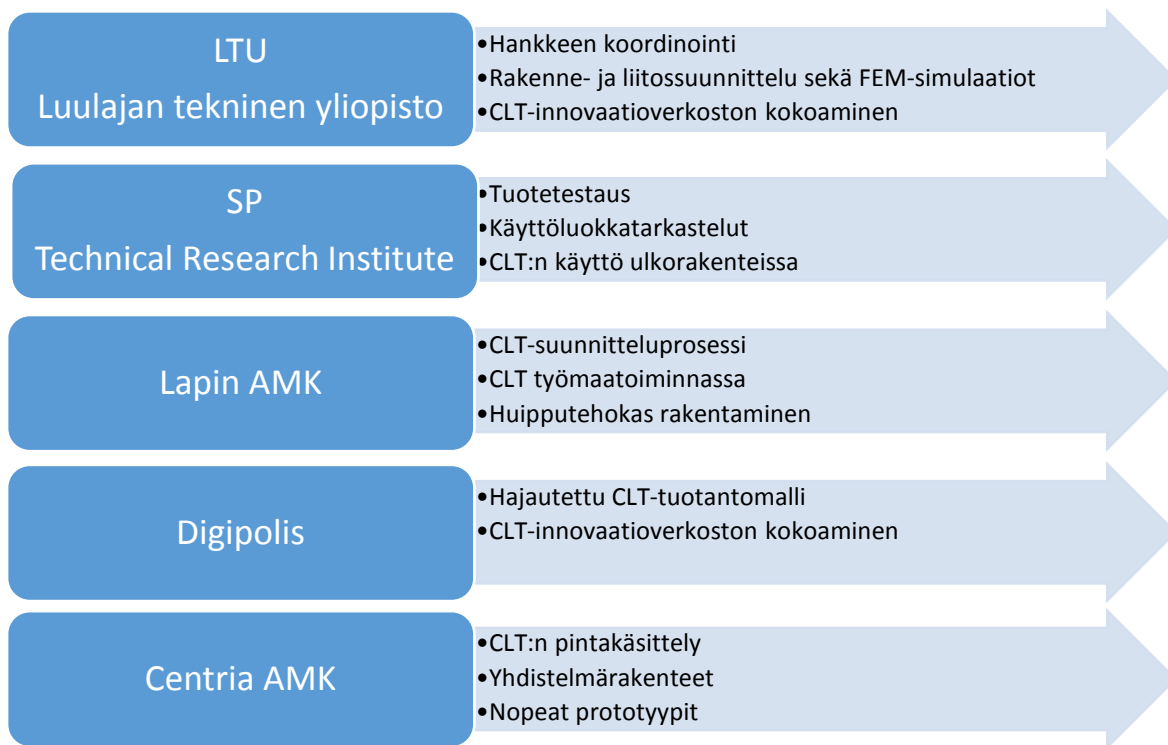 LTU
Luulajan tekninen yliopisto
•Hankkeen koordinointi
•Rakenne- ja liitossuunnittelu sekä FEM-simulaatiot
•CLT-innovaatioverkoston kokoaminen
SP
Technical Research Institute
•Tuotetestaus
•Käyttöluokkatarkastelut
•CLT:n käyttö ulkorakenteissa
Lapin AMK
•CLT-suunnitteluprosessi
•CLT työmaatoiminnassa
•Huipputehokas rakentaminen
Digipolis
•Hajautettu CLT-tuotantomalli
•CLT-innovaatioverkoston kokoaminen
Centria AMK
•CLT:n pintakäsittely
•Yhdistelmärakenteet
•Nopeat prototyypit